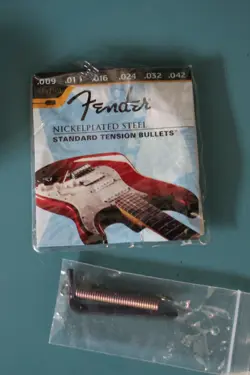 .009 .011 .016 .024 .032 .042
Fender
NICKELPLATED STEEL
STANDARD TENSION BULLETS